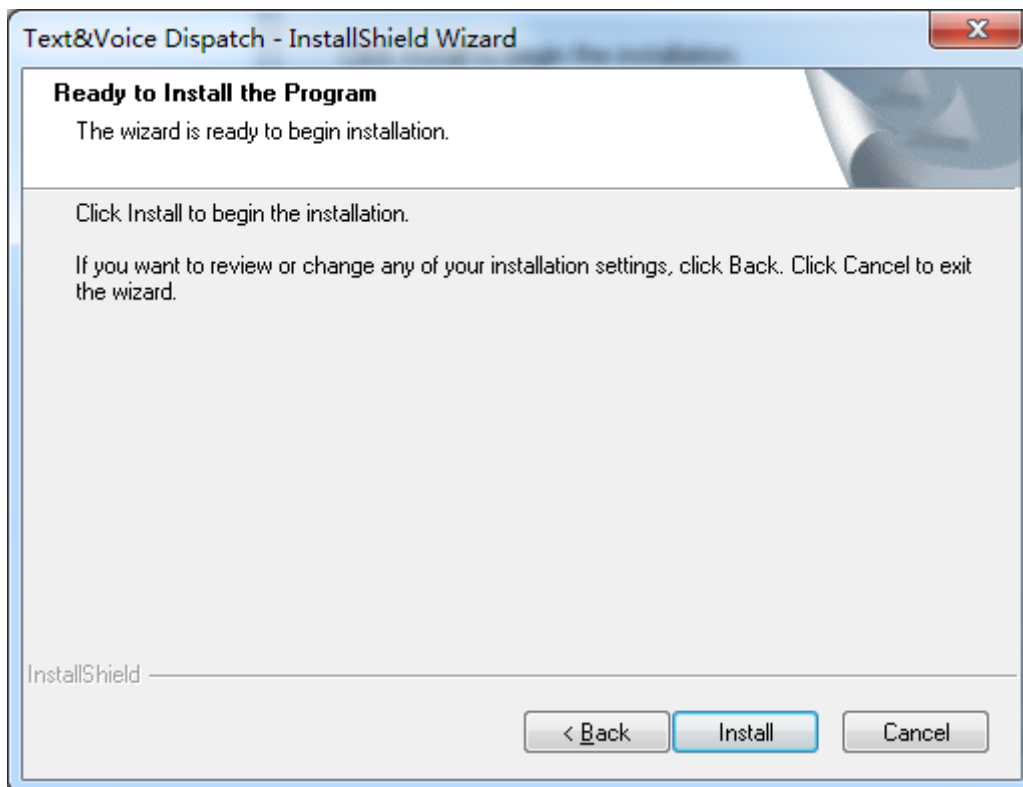 Text&Voice Dispatch - InstallShield Wizard
Ready to Install the Program
The wizard is ready to begin installation.
Click Install to begin the installation.
If you want to review or change any of your installation settings, click Back. Click Cancel to exit
the wizard.
InstallShield
< Back
Install
Cancel